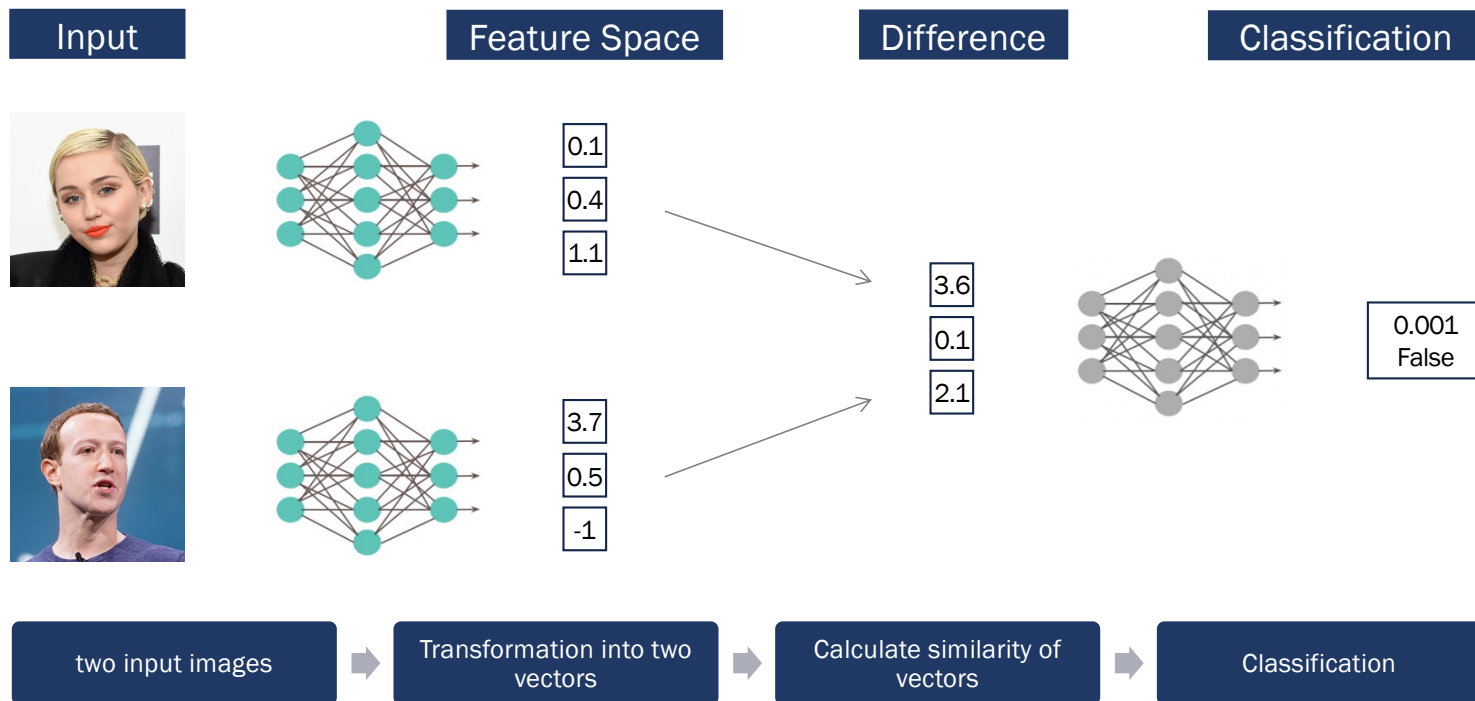 Input
Feature Space
Difference
Classification
0.1
0.4
1.1
3.7
0.5
-1
3.6
0.1
2.1
0.001
False
two input images
Transformation into two
vectors
Calculate similarity of
vectors
Classification